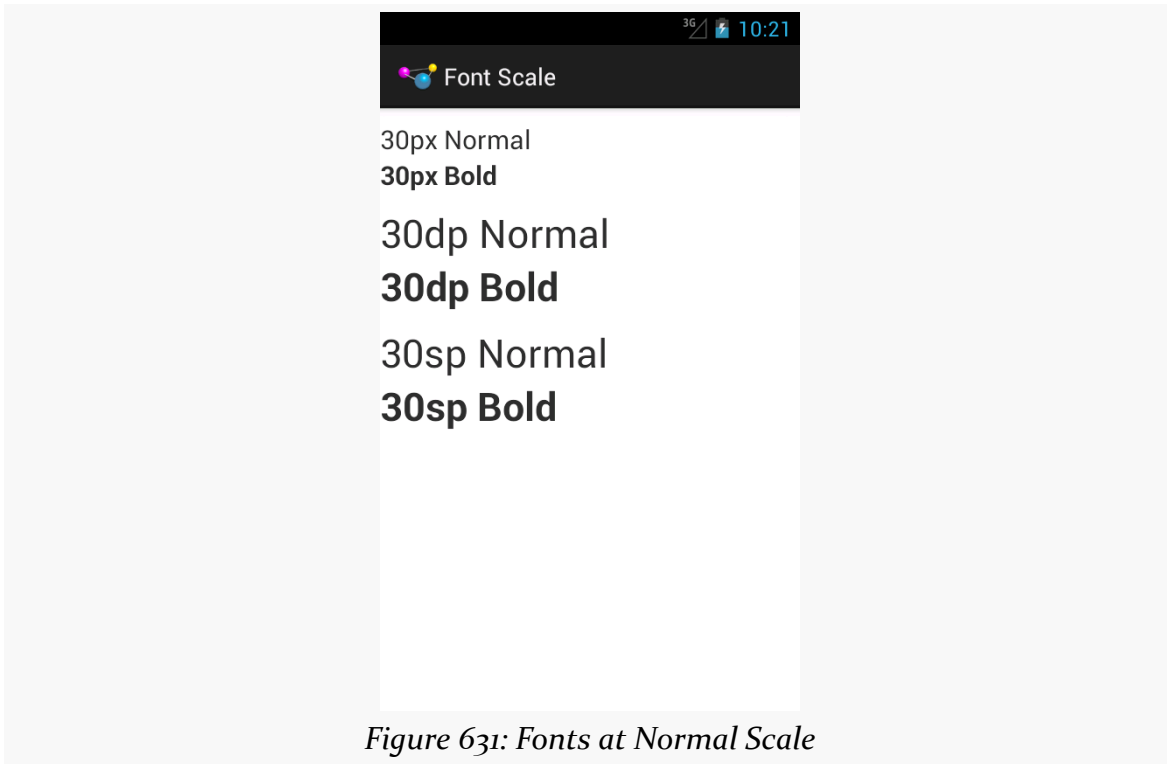 3G 10:21
Font Scale
30px Normal
30px Bold
30dp Normal
30dp Bold
30sp Normal
30sp Bold
Figure 631: Fonts at Normal Scale